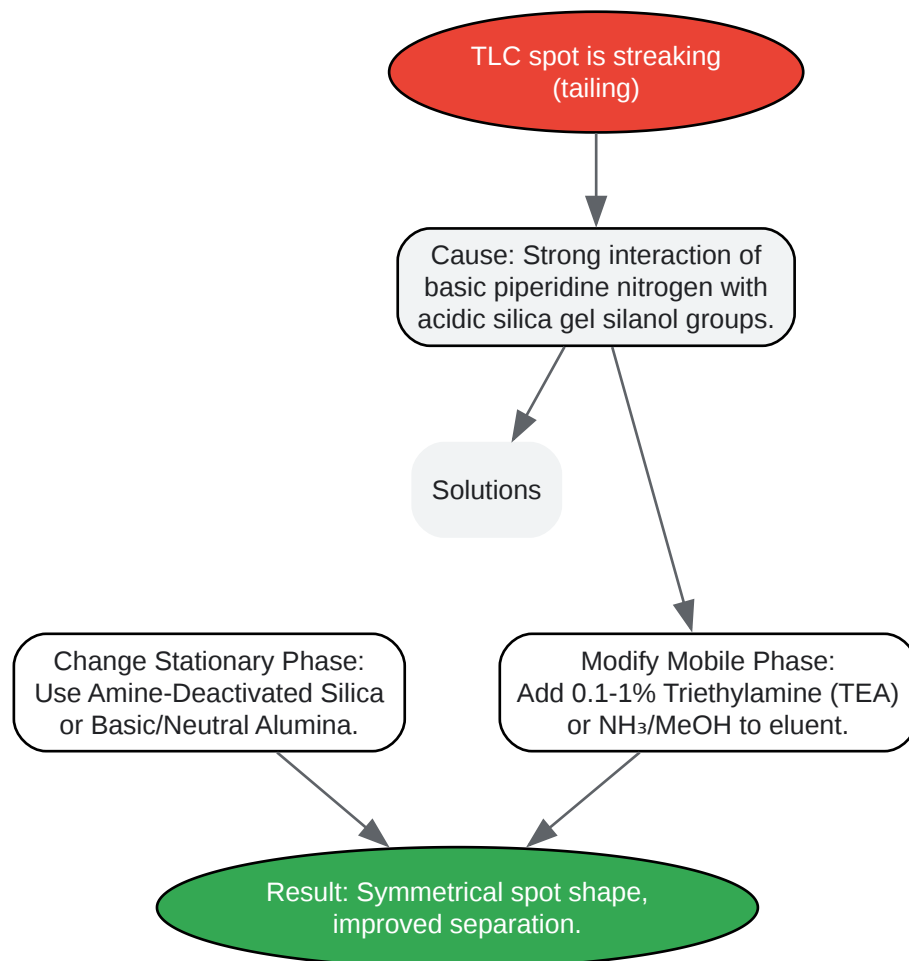 TLC spot is streaking
(tailing)
Cause: Strong interaction of
basic piperidine nitrogen with
acidic silica gel silanol groups.
Solutions
Change Stationary Phase:
Use Amine-Deactivated Silica
or Basic/Neutral Alumina.
Modify Mobile Phase:
Add 0.1-1% Triethylamine (TEA)
or NH₃/MeOH to eluent.
Result: Symmetrical spot shape,
improved separation.